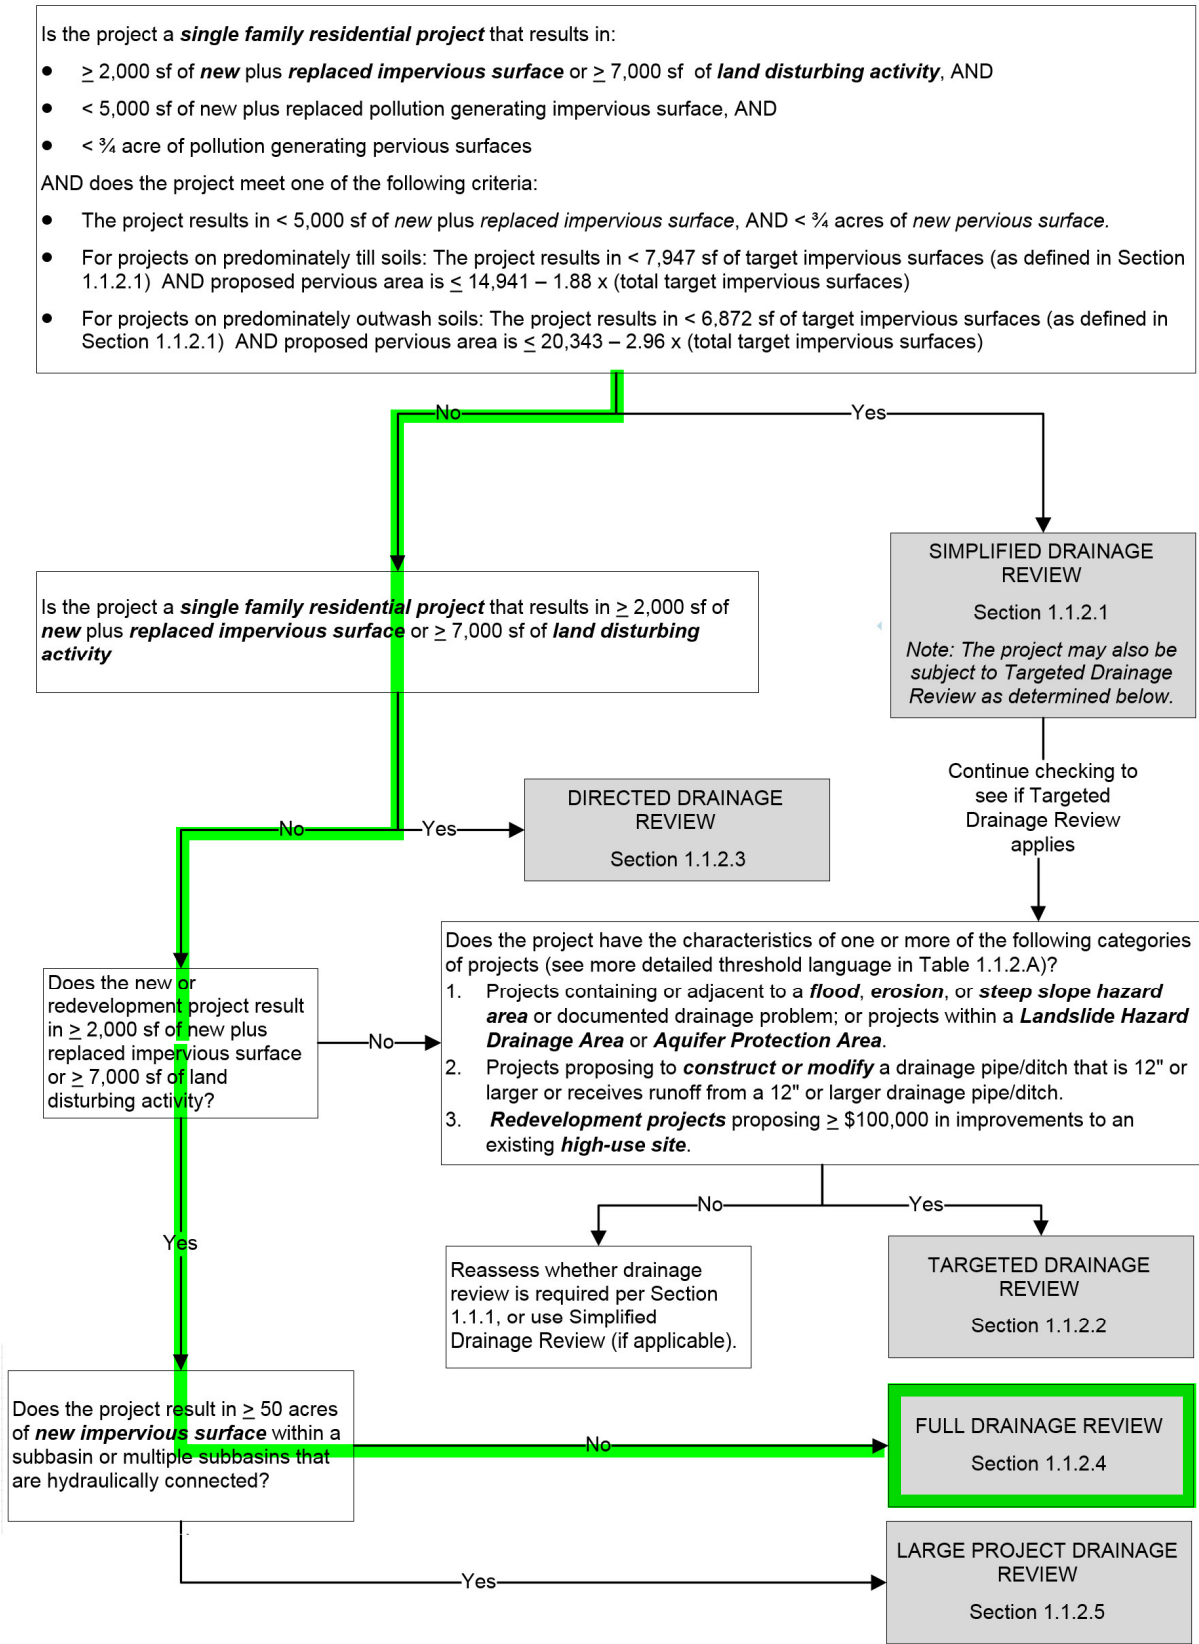 Is the project a single family residential project that results in:
● ≥ 2,000 sf of new plus replaced impervious surface or ≥ 7,000 sf of land disturbing activity, AND
● < 5,000 sf of new plus replaced pollution generating impervious surface, AND
● < ¾ acre of pollution generating pervious surfaces
AND does the project meet one of the following criteria:
● The project results in < 5,000 sf of new plus replaced impervious surface, AND < ¾ acres of new pervious surface.
● For projects on predominately till soils: The project results in < 7,947 sf of target impervious surfaces (as defined in Section
1.1.2.1) AND proposed pervious area is ≤ 14,941 – 1.88 x (total target impervious surfaces)
● For projects on predominately outwash soils: The project results in < 6,872 sf of target impervious surfaces (as defined in
Section 1.1.2.1) AND proposed pervious area is ≤ 20,343 – 2.96 x (total target impervious surfaces)
No
Yes
SIMPLIFIED DRAINAGE
REVIEW
Section 1.1.2.1
Note: The project may also be
subject to Targeted Drainage
Review as determined below.
Is the project a single family residential project that results in ≥ 2,000 sf of
new plus replaced impervious surface or ≥ 7,000 sf of land disturbing
activity
Continue checking to
see if Targeted
Drainage Review
applies
No
Yes
DIRECTED DRAINAGE
REVIEW
Section 1.1.2.3
Does the new or
redevelopment project result
in ≥ 2,000 sf of new plus
replaced impervious surface
or ≥ 7,000 sf of land
disturbing activity?
No
Does the project have the characteristics of one or more of the following categories
of projects (see more detailed threshold language in Table 1.1.2.A)?
1. Projects containing or adjacent to a flood, erosion, or steep slope hazard
area or documented drainage problem; or projects within a Landslide Hazard
Drainage Area or Aquifer Protection Area.
2. Projects proposing to construct or modify a drainage pipe/ditch that is 12" or
larger or receives runoff from a 12" or larger drainage pipe/ditch.
3. Redevelopment projects proposing ≥ $100,000 in improvements to an
existing high-use site.
No
Yes
Yes
Reassess whether drainage
review is required per Section
1.1.1, or use Simplified
Drainage Review (if applicable).
TARGETED DRAINAGE
REVIEW
Section 1.1.2.2
Does the project result in ≥ 50 acres
of new impervious surface within a
subbasin or multiple subbasins that
are hydraulically connected?
No
FULL DRAINAGE REVIEW
Section 1.1.2.4
Yes
LARGE PROJECT DRAINAGE
REVIEW
Section 1.1.2.5